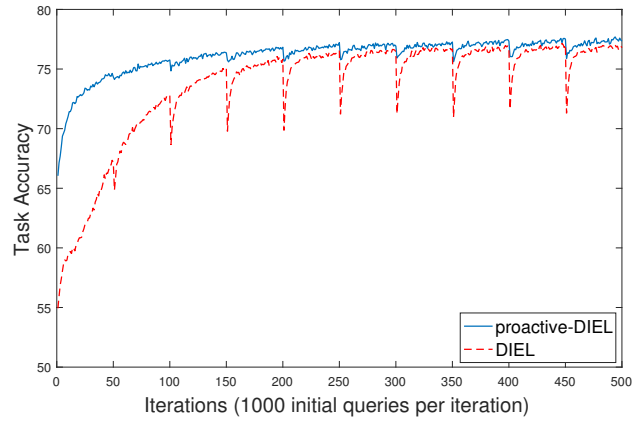 80
75
70
65
60
55
50
Task Accuracy
0 50 100 150 200 250 300 350 400 450 500
Iterations (1000 initial queries per iteration)
proactive-DIEL
DIEL